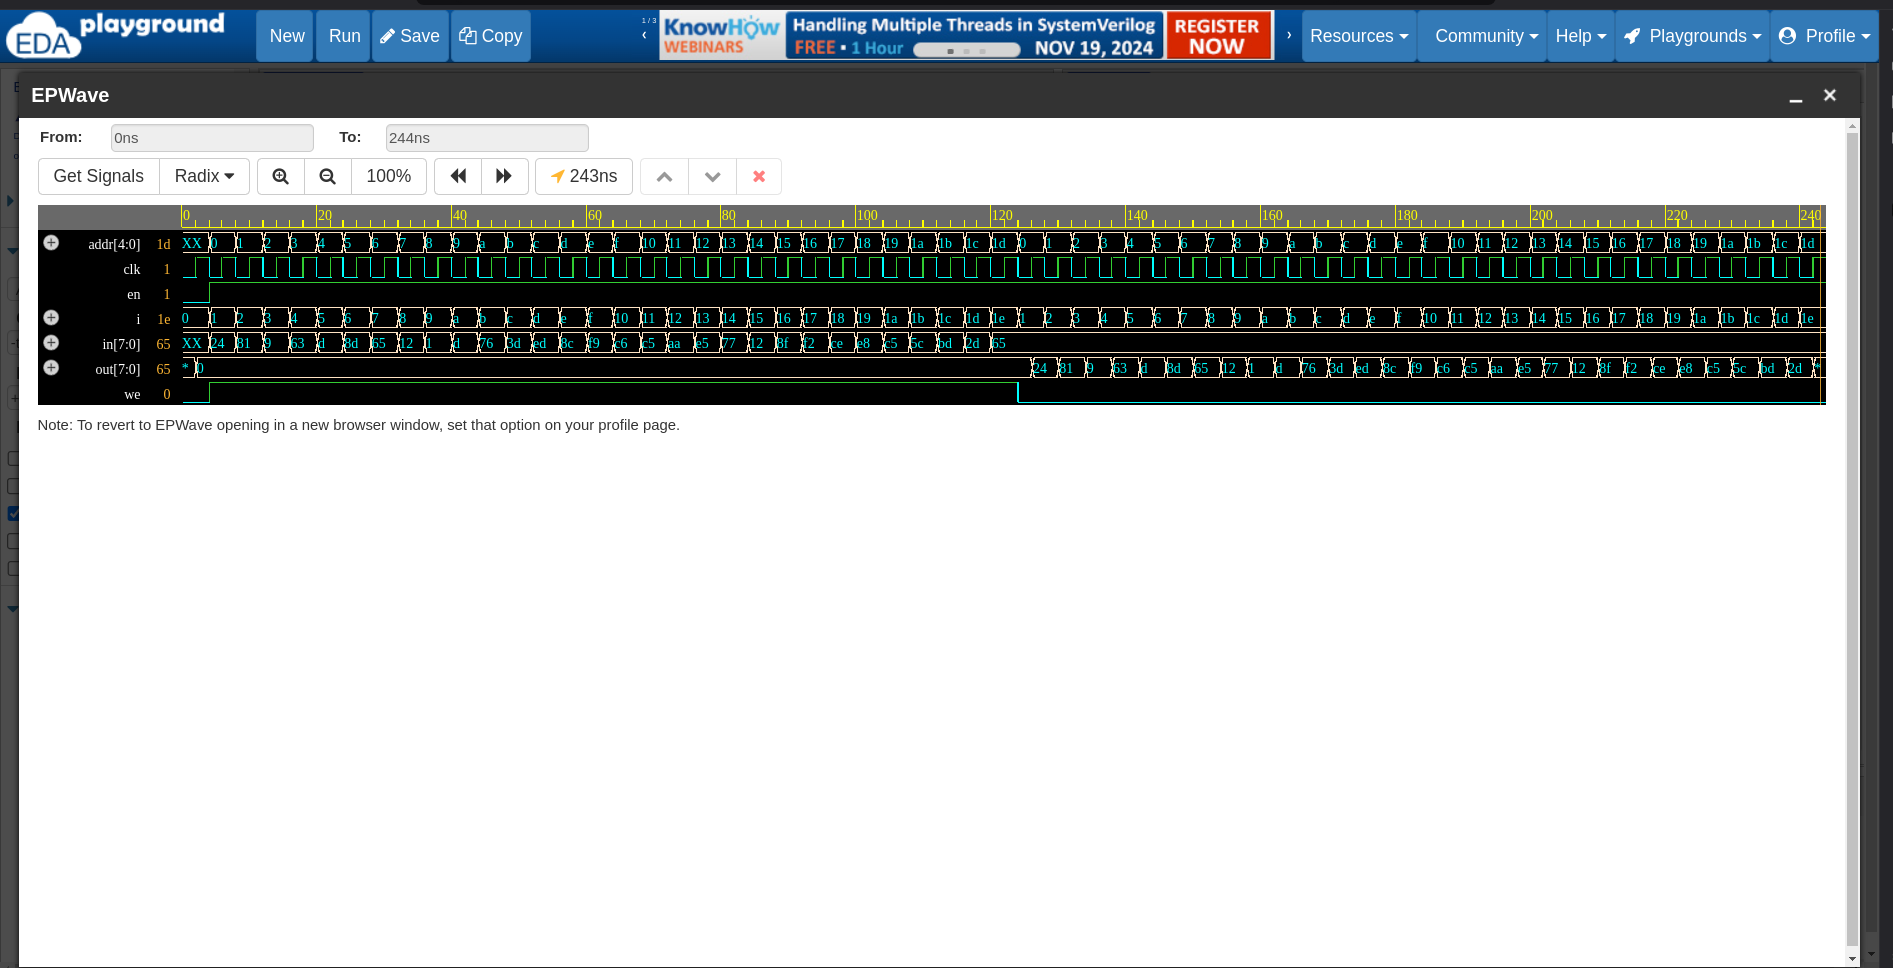 EDA playground
New Run Save Copy
1 / 3
KnowHow WEBINARS
Handling Multiple Threads in SystemVerilog
FREE • 1 Hour NOV 19, 2024
REGISTER NOW
Resources Community Help Playgrounds Profile
EPWave
From: 0ns To: 244ns
Get Signals Radix 100% 243ns
0 20 40 60 80 100 120 140 160 180 200 220 240
addr[4:0] 1d XX 0 1 2 3 4 5 6 7 8 9 a b c d e f 10 11 12 13 14 15 16 17 18 19 1a 1b 1c 1d 0 1 2 3 4 5 6 7 8 9 a b c d e f 10 11 12 13 14 15 16 17 18 19 1a 1b 1c 1d
clk 1
en 1
i 1e 0 1 2 3 4 5 6 7 8 9 a b c d e f 10 11 12 13 14 15 16 17 18 19 1a 1b 1c 1d 1e 1 2 3 4 5 6 7 8 9 a b c d e f 10 11 12 13 14 15 16 17 18 19 1a 1b 1c 1d 1e
in[7:0] 65 XX 24 81 9 63 d 8d 65 12 1 d 76 3d ed 8c f9 c6 c5 aa e5 77 12 8f f2 ce e8 c5 5c bd 2d 65
out[7:0] 65 * 0 24 81 9 63 d 8d 65 12 1 d 76 3d ed 8c f9 c6 c5 aa e5 77 12 8f f2 ce e8 c5 5c bd 2d *
we 0
Note: To revert to EPWave opening in a new browser window, set that option on your profile page.